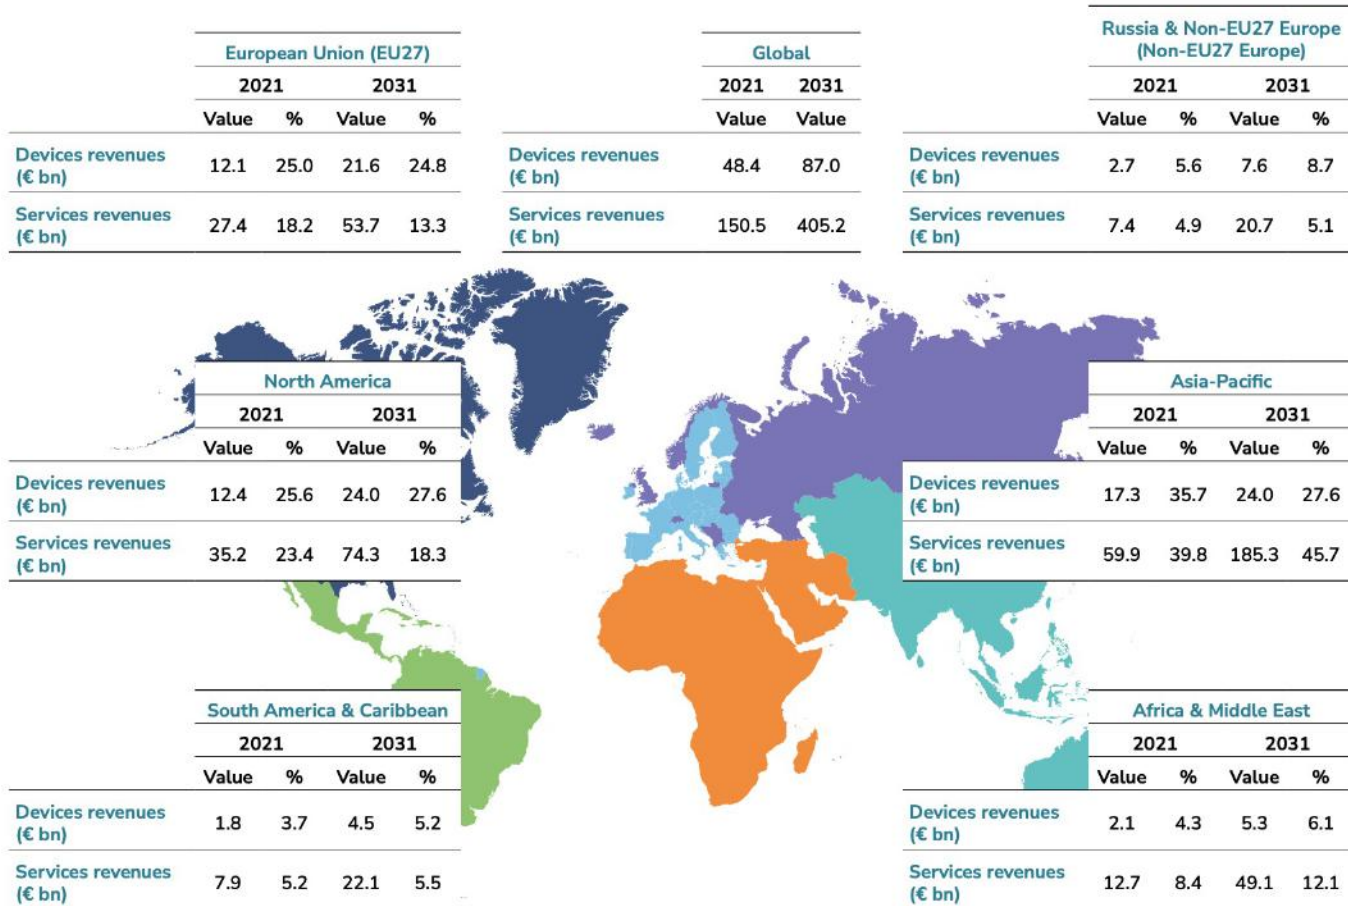 European Union (EU27)
2021 2031
Value % Value %
Devices revenues
(€ bn)
12.1 25.0 21.6 24.8
Services revenues
(€ bn)
27.4 18.2 53.7 13.3
Global
2021 2031
Value Value
Devices revenues
(€ bn)
48.4 87.0
Services revenues
(€ bn)
150.5 405.2
Russia & Non-EU27 Europe
(Non-EU27 Europe)
2021 2031
Value % Value %
Devices revenues
(€ bn)
2.7 5.6 7.6 8.7
Services revenues
(€ bn)
7.4 4.9 20.7 5.1
North America
2021 2031
Value % Value %
Devices revenues
(€ bn)
12.4 25.6 24.0 27.6
Services revenues
(€ bn)
35.2 23.4 74.3 18.3
Asia-Pacific
2021 2031
Value % Value %
Devices revenues
(€ bn)
17.3 35.7 24.0 27.6
Services revenues
(€ bn)
59.9 39.8 185.3 45.7
South America & Caribbean
2021 2031
Value % Value %
Devices revenues
(€ bn)
1.8 3.7 4.5 5.2
Services revenues
(€ bn)
7.9 5.2 22.1 5.5
Africa & Middle East
2021 2031
Value % Value %
Devices revenues
(€ bn)
2.1 4.3 5.3 6.1
Services revenues
(€ bn)
12.7 8.4 49.1 12.1